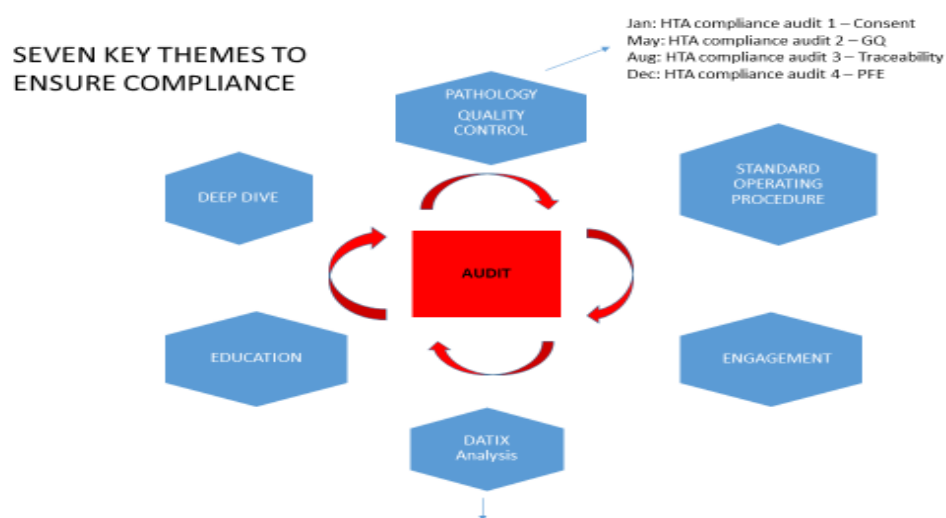 SEVEN KEY THEMES TO
ENSURE COMPLIANCE
Jan: HTA compliance audit 1 – Consent
May: HTA compliance audit 2 – GQ
Aug: HTA compliance audit 3 – Traceability
Dec: HTA compliance audit 4 – PFE
PATHOLOGY
QUALITY
CONTROL
DEEP DIVE
STANDARD
OPERATING
PROCEDURE
AUDIT
EDUCATION
ENGAGEMENT
DATIX
Analysis